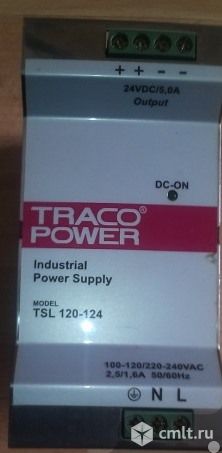 + + - -
24VDC/5,0A
Output
DC-ON
TRACO®
POWER
Industrial
Power Supply
MODEL
TSL 120-124
100-120/220-240VAC
2,5/1,6A 50/60Hz
N L
cmlt.ru